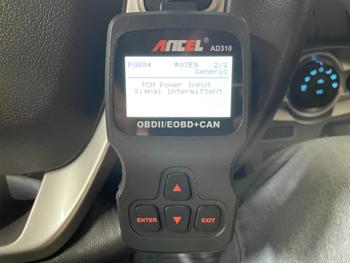 ANCEL
AD310
P0884 #07E9 2/2
Generic
TCM Power Input
Signal Intermittent
OBDII/EOBD+CAN
ENTER
EXIT